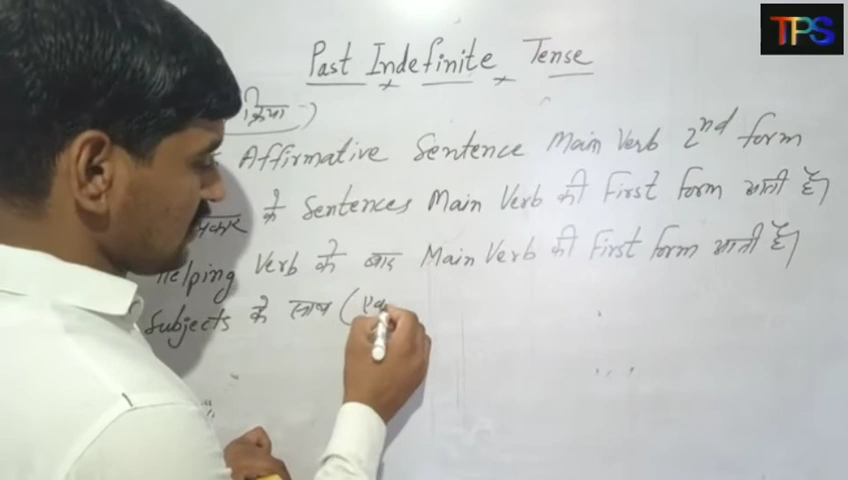 Past Indefinite Tense
क्रिया )
Affirmative Sentence Main Verb 2nd form
के Sentences Main Verb की First form आती है।
Helping Verb के बाद Main Verb की First form आती है।
Subjects के साथ (एक
TPS